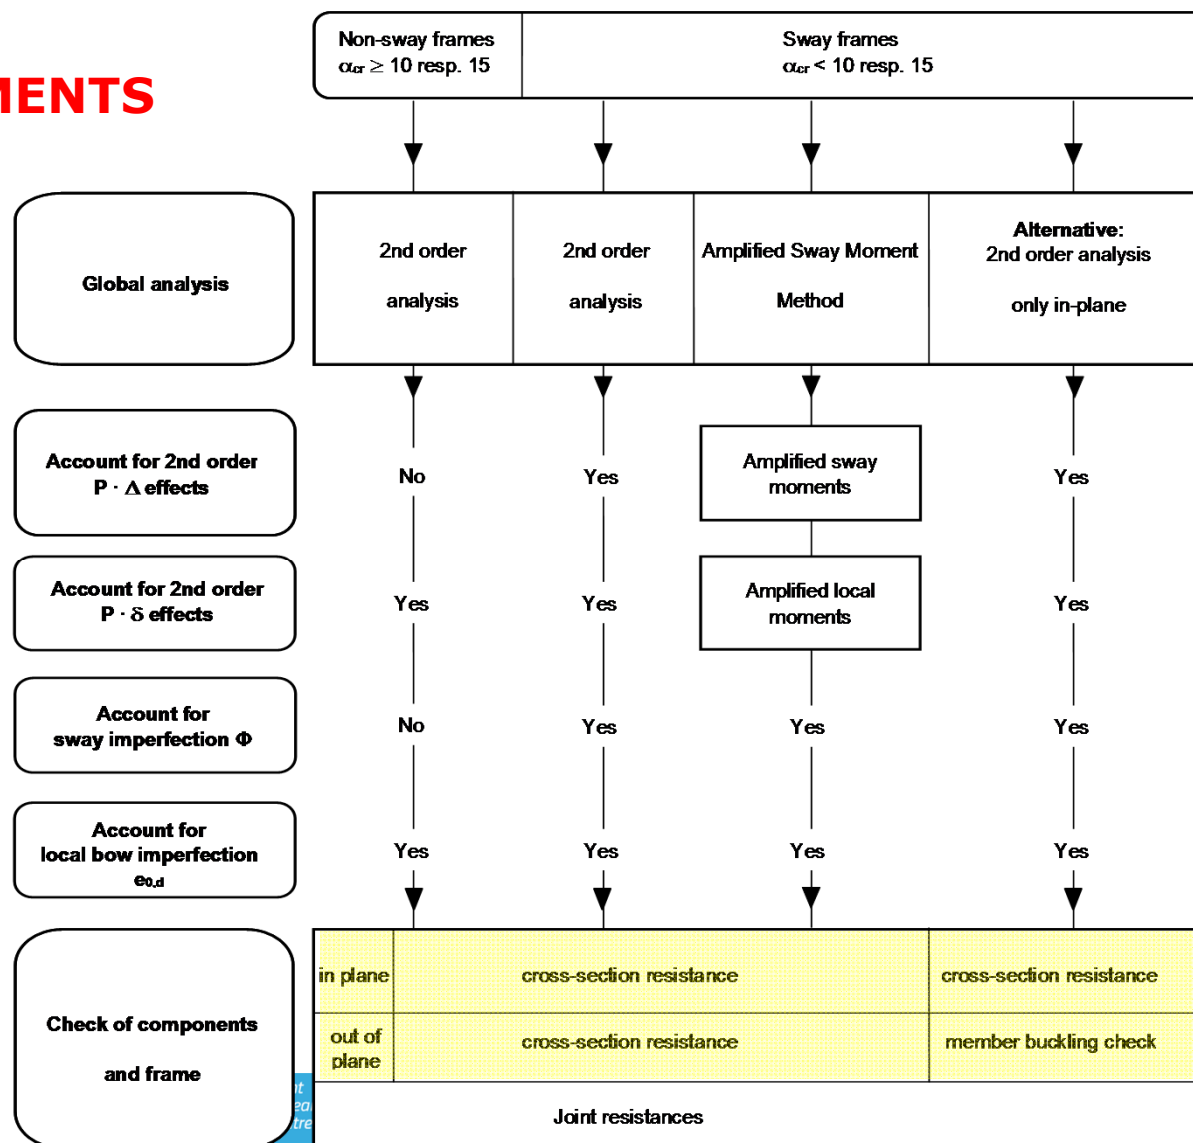 MENTS
Non-sway frames
αcr ≥ 10 resp. 15
Sway frames
αcr < 10 resp. 15
Global analysis
2nd order
analysis
2nd order
analysis
Amplified Sway Moment
Method
Alternative:
2nd order analysis
only in-plane
Account for 2nd order
P · Δ effects
No
Yes
Amplified sway
moments
Yes
Account for 2nd order
P · δ effects
Yes
Yes
Amplified local
moments
Yes
Account for
sway imperfection Φ
No
Yes
Yes
Yes
Account for
local bow imperfection
e0,d
Yes
Yes
Yes
Yes
Check of components
and frame
in plane
cross-section resistance
cross-section resistance
out of
plane
cross-section resistance
member buckling check
Joint resistances